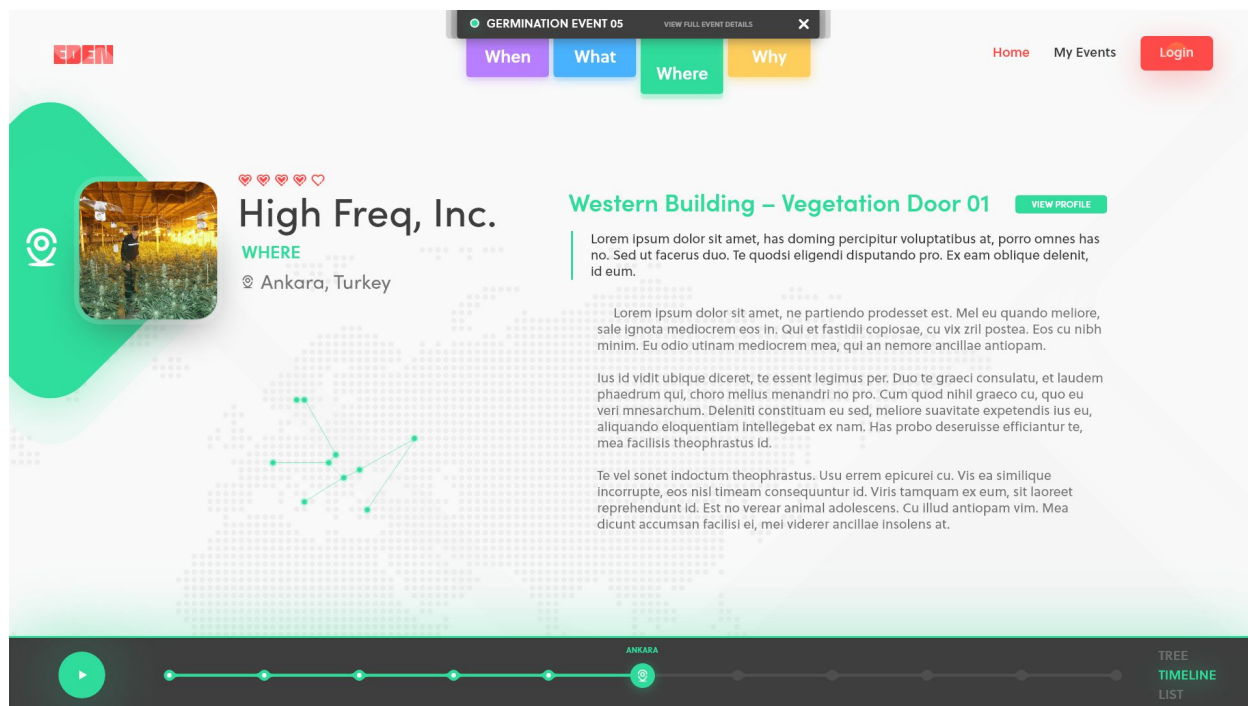 GERMINATION EVENT 05 VIEW FULL EVENT DETAILS
EDEN
When What Where Why
Home My Events Login
High Freq, Inc.
WHERE
Ankara, Turkey
Western Building – Vegetation Door 01 VIEW PROFILE
Lorem ipsum dolor sit amet, has doming percipitur voluptatibus at, porro omnes has
no. Sed ut facerus duo. Te quodsi eligendi disputando pro. Ex eam oblique delenit,
id eum.
Lorem ipsum dolor sit amet, ne partiendo prodesset est. Mel eu quando meliore,
sale ignota mediocrem eos in. Qui et fastidii copiosae, cu vix zril postea. Eos cu nibh
minim. Eu odio utinam mediocrem mea, qui an nemore ancillae antiopam.
Ius id vidit ubique diceret, te essent legimus per. Duo te graeci consulatu, et laudem
phaedrum qui, choro melius menandri no pro. Cum quod nihil graeco cu, quo eu
veri mnesarchum. Deleniti constituam eu sed, meliore suavitate expetendis ius eu,
aliquando eloquentiam intellegebat ex nam. Has probo deseruisse efficiantur te,
mea facilisis theophrastus id.
Te vel sonet indoctum theophrastus. Usu errem epicurei cu. Vis ea similique
incorrupte, eos nisl timeam consequuntur id. Viris tamquam ex eum, sit laoreet
reprehendunt id. Est no verear animal adolescens. Cu illud antiopam vim. Mea
dicunt accumsan facilisi ei, mei viderer ancillae insolens at.
ANKARA
TREE
TIMELINE
LIST